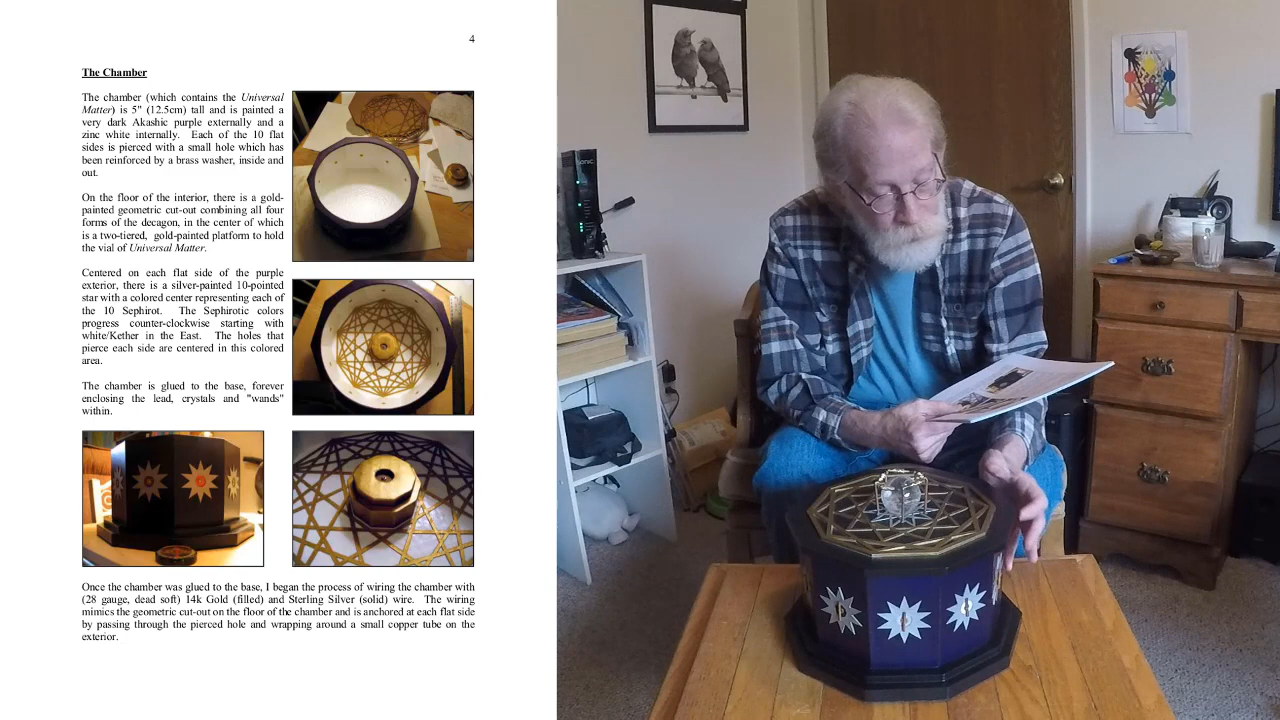 4
The Chamber
The chamber (which contains the Universal
Matter) is 5" (12.5cm) tall and is painted a
very dark Akashic purple externally and a
zinc white internally. Each of the 10 flat
sides is pierced with a small hole which has
been reinforced by a brass washer, inside and
out.
On the floor of the interior, there is a gold-
painted geometric cut-out combining all four
forms of the decagon, in the center of which
is a two-tiered, gold-painted platform to hold
the vial of Universal Matter.
Centered on each flat side of the purple
exterior, there is a silver-painted 10-pointed
star with a colored center representing each of
the 10 Sephirot. The Sephirotic colors
progress counter-clockwise starting with
white/Kether in the East. The holes that
pierce each side are centered in this colored
area.
The chamber is glued to the base, forever
enclosing the lead, crystals and "wands"
within.
Once the chamber was glued to the base, I began the process of wiring the chamber with
(28 gauge, dead soft) 14k Gold (filled) and Sterling Silver (solid) wire. The wiring
mimics the geometric cut-out on the floor of the chamber and is anchored at each flat side
by passing through the pierced hole and wrapping around a small copper tube on the
exterior.